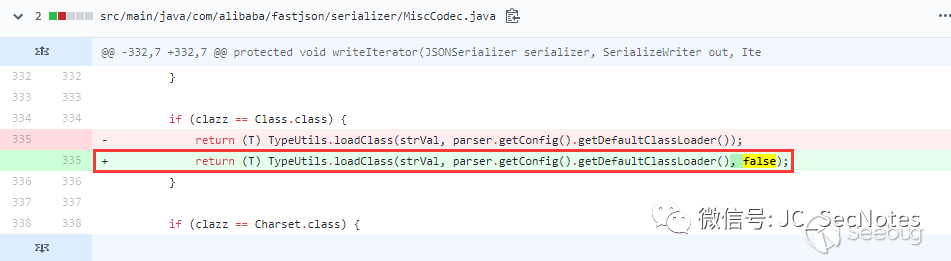 2 src/main/java/com/alibaba/fastjson/serializer/MiscCodec.java
@@ -332,7 +332,7 @@ protected void writeIterator(JSONSerializer serializer, SerializeWriter out, Ite
332 332 }
333 333
334 334 if (clazz == Class.class) {
335 - return (T) TypeUtils.loadClass(strVal, parser.getConfig().getDefaultClassLoader());
335 + return (T) TypeUtils.loadClass(strVal, parser.getConfig().getDefaultClassLoader(), false);
336 336 }
337 337
338 338 if (clazz == Charset.class) {
微信号: JC_SecNotes
Seebug